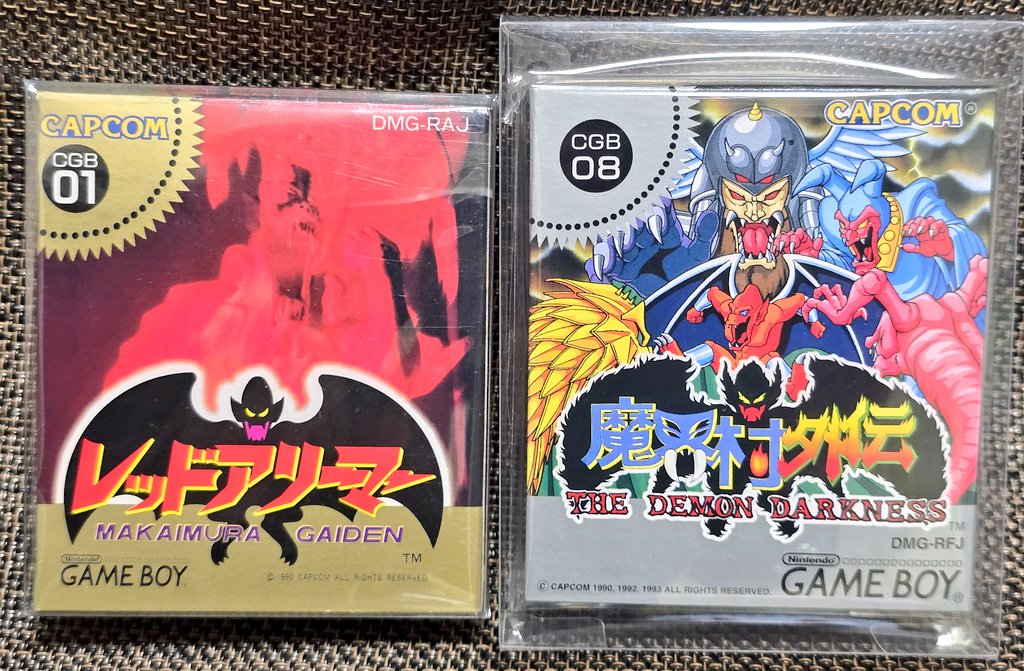 CAPCOM
CGB
01
DMG-RAJ
レッドアリーマー
MAKAIMURA GAIDEN
TM
Nintendo
GAME BOY
© 1990 CAPCOM ALL RIGHTS RESERVED
CGB
08
CAPCOM®
魔界村外伝
THE DEMON DARKNESS
TM
DMG-RFJ
Nintendo
GAME BOY®
© CAPCOM 1990, 1992, 1993 ALL RIGHTS RESERVED.